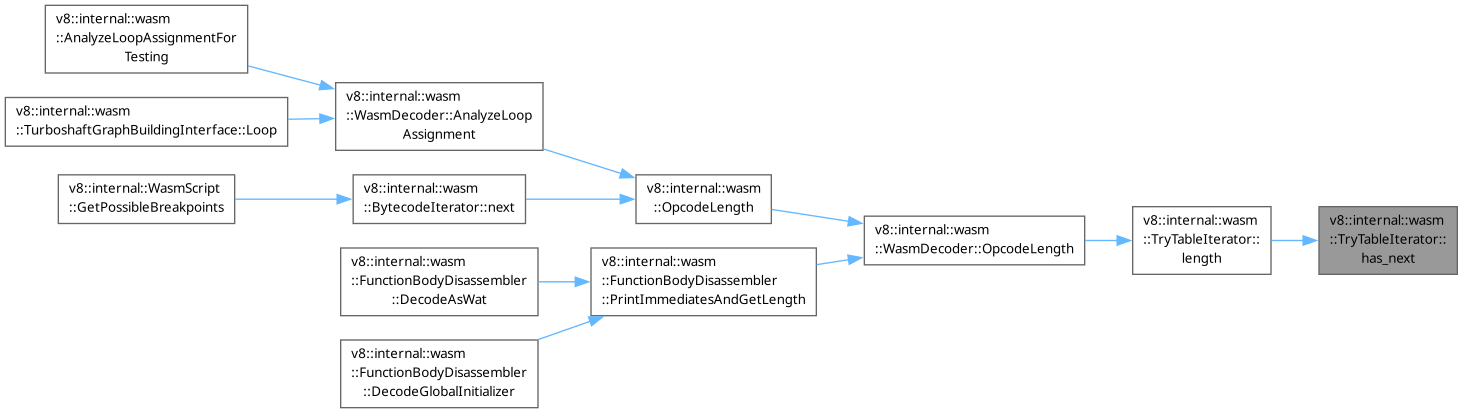 v8::internal::wasm
::AnalyzeLoopAssignmentFor
Testing
v8::internal::wasm
::TurboshaftGraphBuildingInterface::Loop
v8::internal::wasm
::WasmDecoder::AnalyzeLoop
Assignment
v8::internal::WasmScript
::GetPossibleBreakpoints
v8::internal::wasm
::BytecodeIterator::next
v8::internal::wasm
::OpcodeLength
v8::internal::wasm
::FunctionBodyDisassembler
::DecodeAsWat
v8::internal::wasm
::FunctionBodyDisassembler
::PrintImmediatesAndGetLength
v8::internal::wasm
::FunctionBodyDisassembler
::DecodeGlobalInitializer
v8::internal::wasm
::WasmDecoder::OpcodeLength
v8::internal::wasm
::TryTableIterator::
length
v8::internal::wasm
::TryTableIterator::
has_next